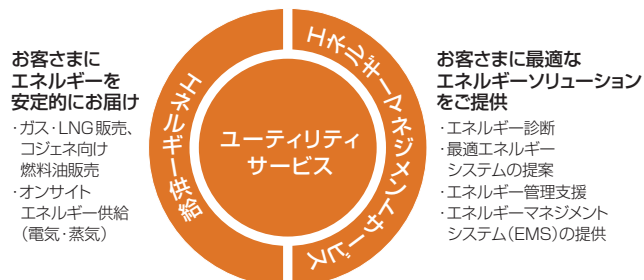 お客さまに
エネルギーを
安定的にお届け
・ガス・LNG販売、
コジェネ向け
燃料油販売
・オンサイト
エネルギー供給
（電気・蒸気）
エネルギー供給
ユーティリティ
サービス
エネルギーマネジメントサービス
お客さまに最適な
エネルギーソリューション
をご提供
・エネルギー診断
・最適エネルギー
システムの提案
・エネルギー管理支援
・エネルギーマネジメント
システム（EMS）の提供